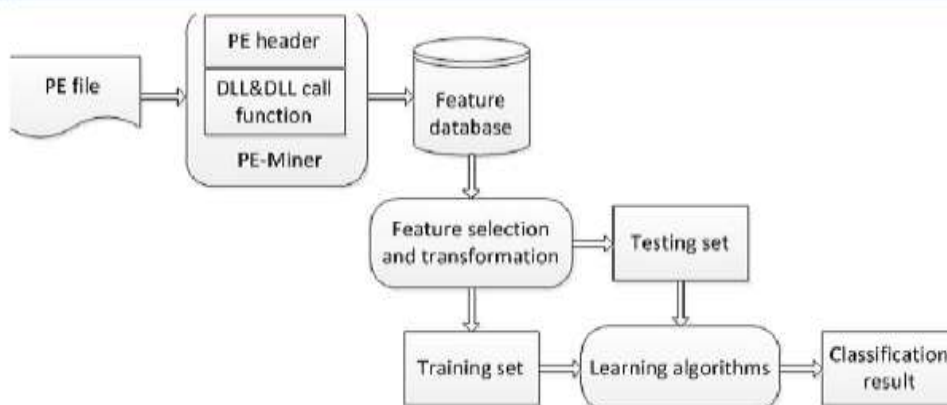 PE file
PE header
DLL&DLL call
function
PE-Miner
Feature
database
Feature selection
and transformation
Testing set
Training set
Learning algorithms
Classification
result